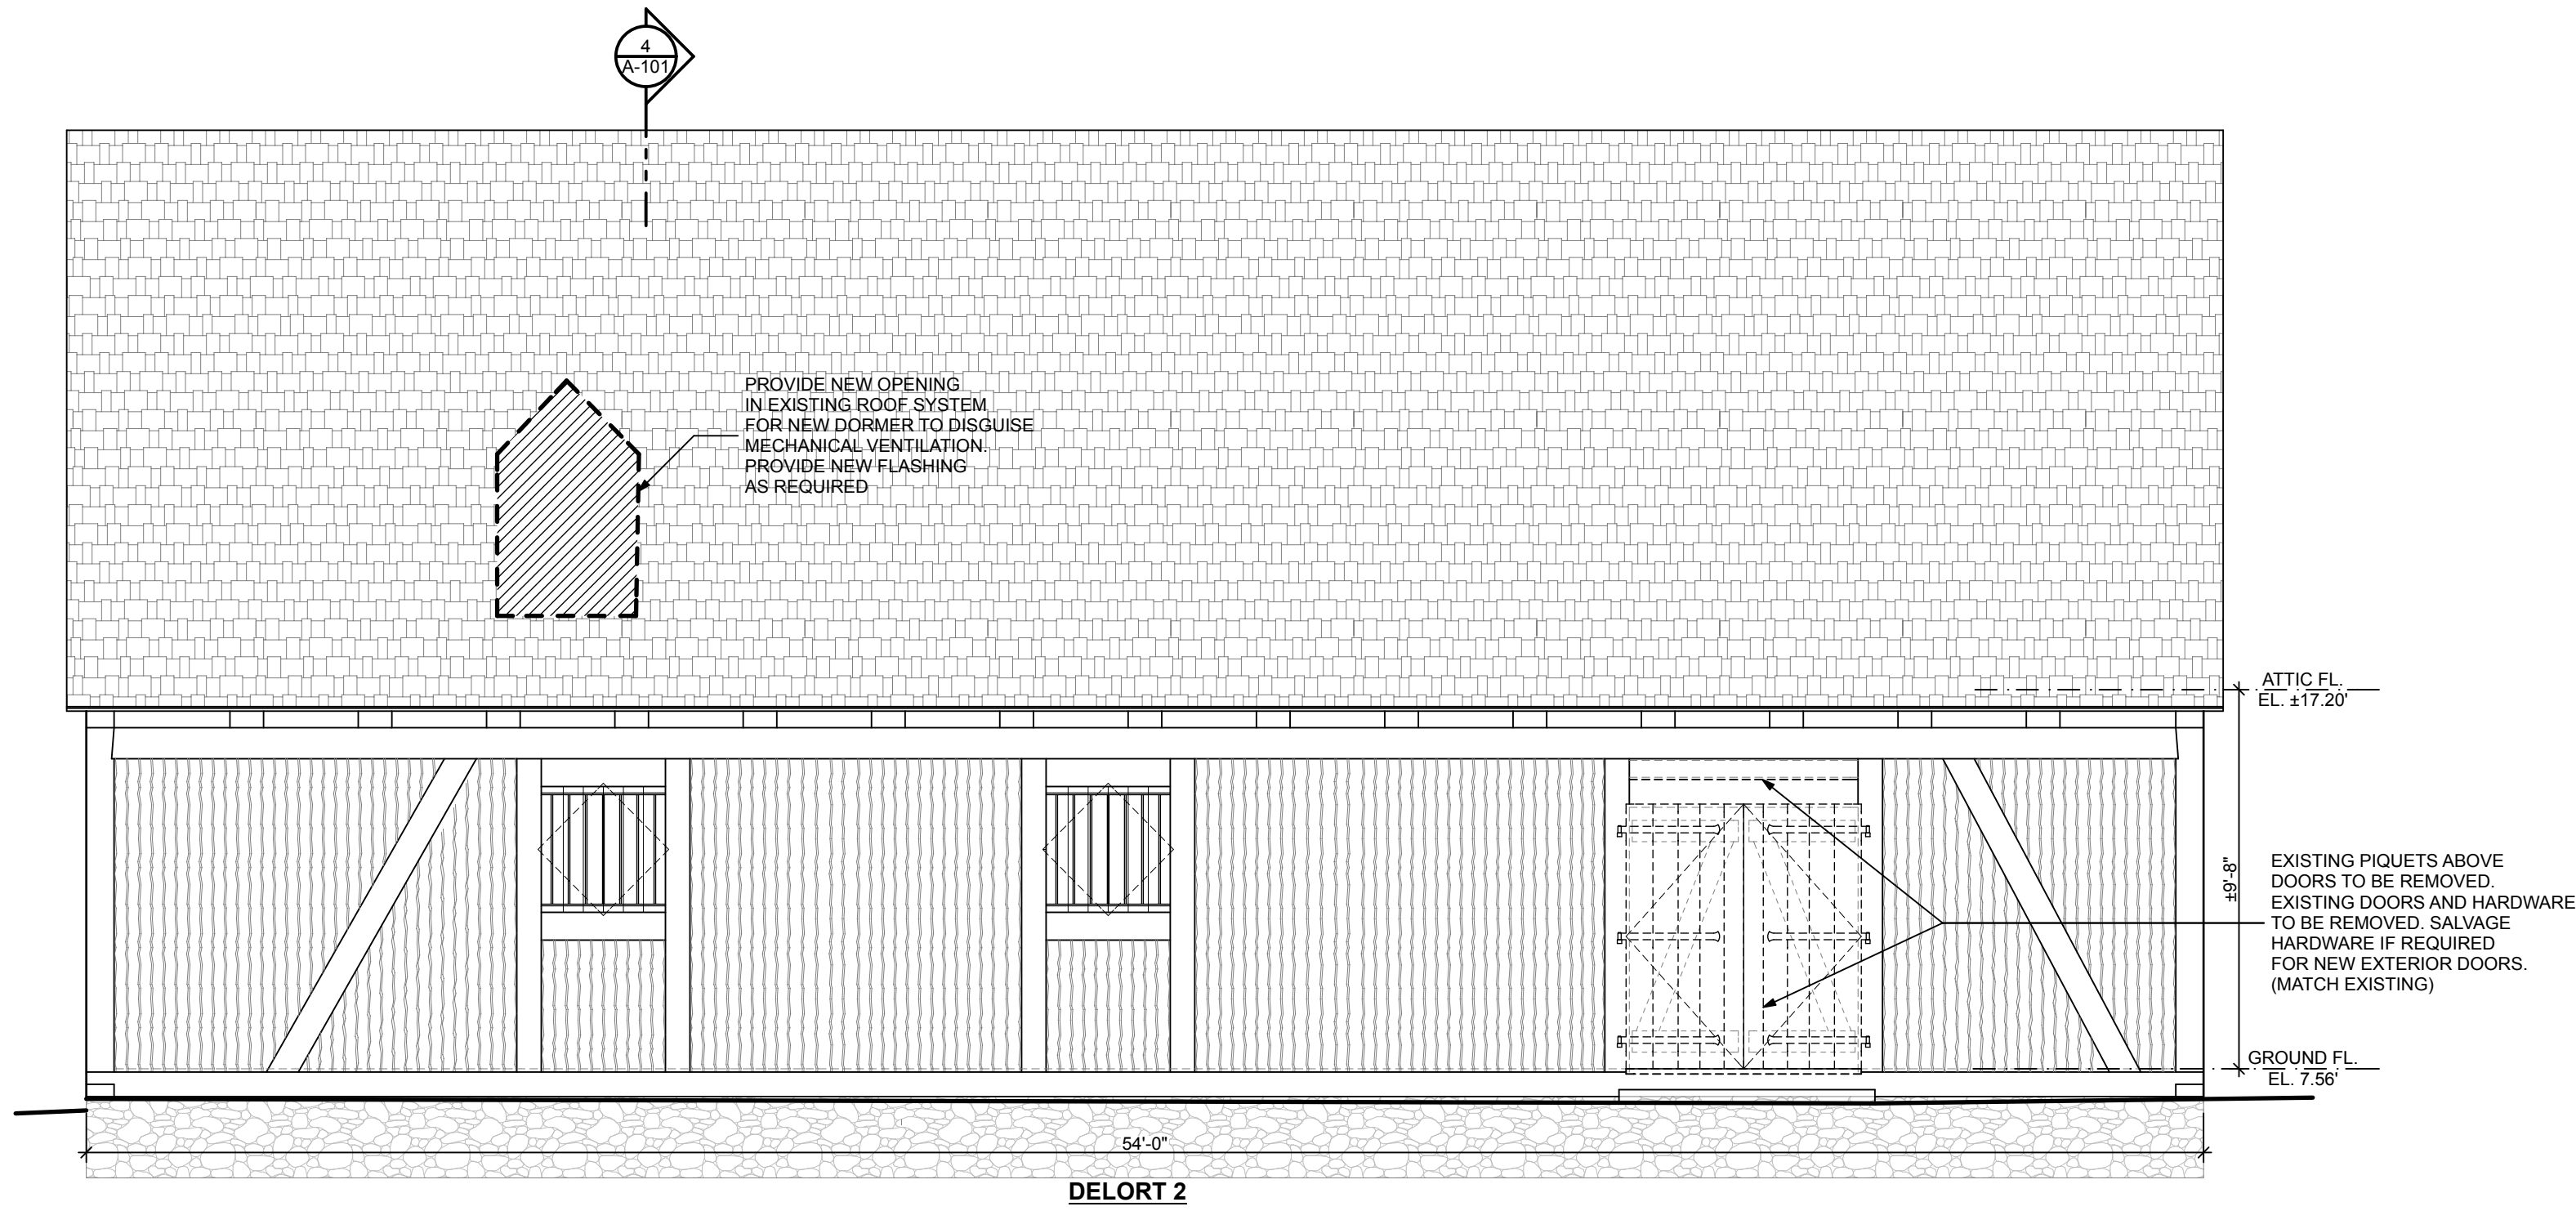 4
A-101
PROVIDE NEW OPENING
IN EXISTING ROOF SYSTEM
FOR NEW DORMER TO DISGUISE
MECHANICAL VENTILATION.
PROVIDE NEW FLASHING
AS REQUIRED
ATTIC FL.
EL. ±17.20'
±9'-8"
EXISTING PIQUETS ABOVE
DOORS TO BE REMOVED.
EXISTING DOORS AND HARDWARE
TO BE REMOVED. SALVAGE
HARDWARE IF REQUIRED
FOR NEW EXTERIOR DOORS.
(MATCH EXISTING)
GROUND FL.
EL. 7.56'
54'-0"
DELORT 2